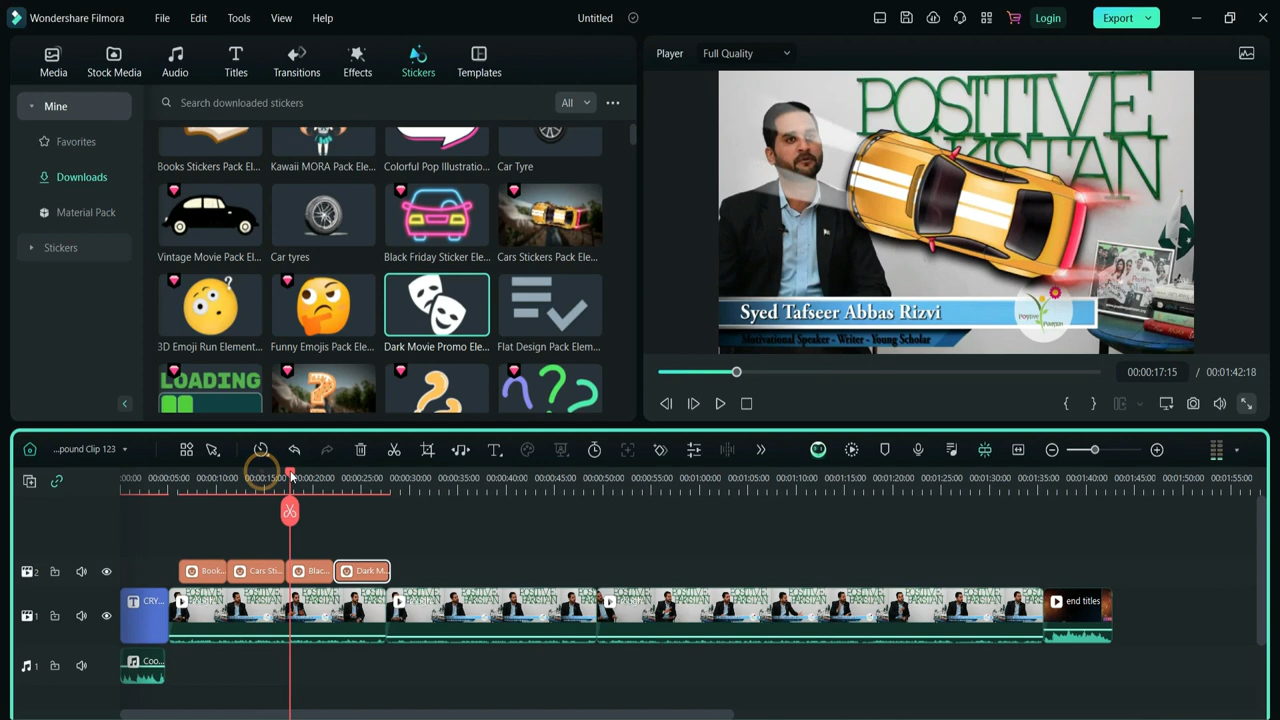 Wondershare Filmora File Edit Tools View Help Untitled Login Export
Media Stock Media Audio Titles Transitions Effects Stickers Templates
Player Full Quality
Mine
Search downloaded stickers All
Favorites
Downloads
Material Pack
Stickers
Books Stickers Pack El... Kawaii MORA Pack Ele... Colorful Pop Illustratio... Car Tyre
Vintage Movie Pack El... Car tyres Black Friday Sticker Ele... Cars Stickers Pack Ele...
3D Emoji Run Element... Funny Emojis Pack Ele... Dark Movie Promo Ele... Flat Design Pack Elem...
LOADING
POSITIVE
KISTAN
Syed Tafseer Abbas Rizvi
Motivational Speaker - Writer - Young Scholar
00:00:17:15 / 00:01:42:18
...pound Clip 123
:00:00 00:00:05:00 00:00:10:00 00:00:15:00 00:00:20:00 00:00:25:00 00:00:30:00 00:00:35:00 00:00:40:00 00:00:45:00 00:00:50:00 00:00:55:00 00:01:00:00 00:01:05:00 00:01:10:00 00:01:15:00 00:01:20:00 00:01:25:00 00:01:30:00 00:01:35:00 00:01:40:00 00:01:45:00 00:01:50:00 00:01:55:00
2 Book... Cars Sti... Blac... Dark M...
1 CRY... end titles
1 Coo...